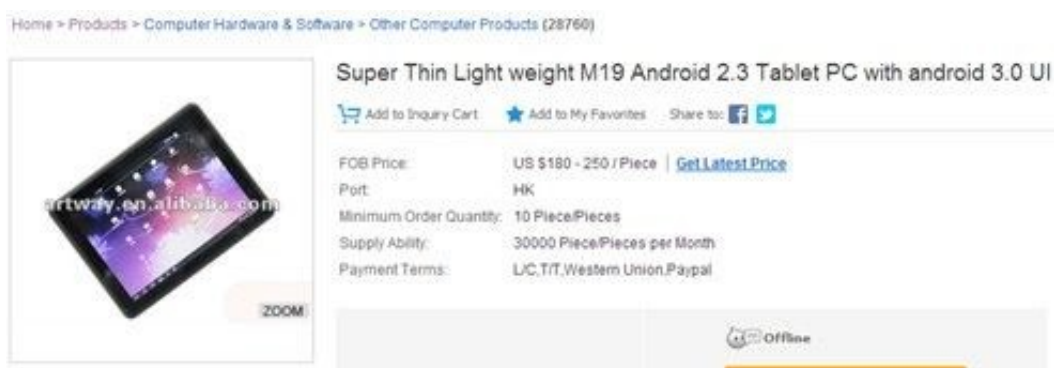 Home > Products > Computer Hardware & Software > Other Computer Products (28760)
Super Thin Light weight M19 Android 2.3 Tablet PC with android 3.0 UI
Add to Inquiry Cart Add to My Favorites Share to:
FOB Price: US $180 - 250 / Piece | Get Latest Price
Port: HK
Minimum Order Quantity: 10 Piece/Pieces
Supply Ability: 30000 Piece/Pieces per Month
Payment Terms: L/C,T/T,Western Union,Paypal
artway.en.alibaba.com
ZOOM
Offline